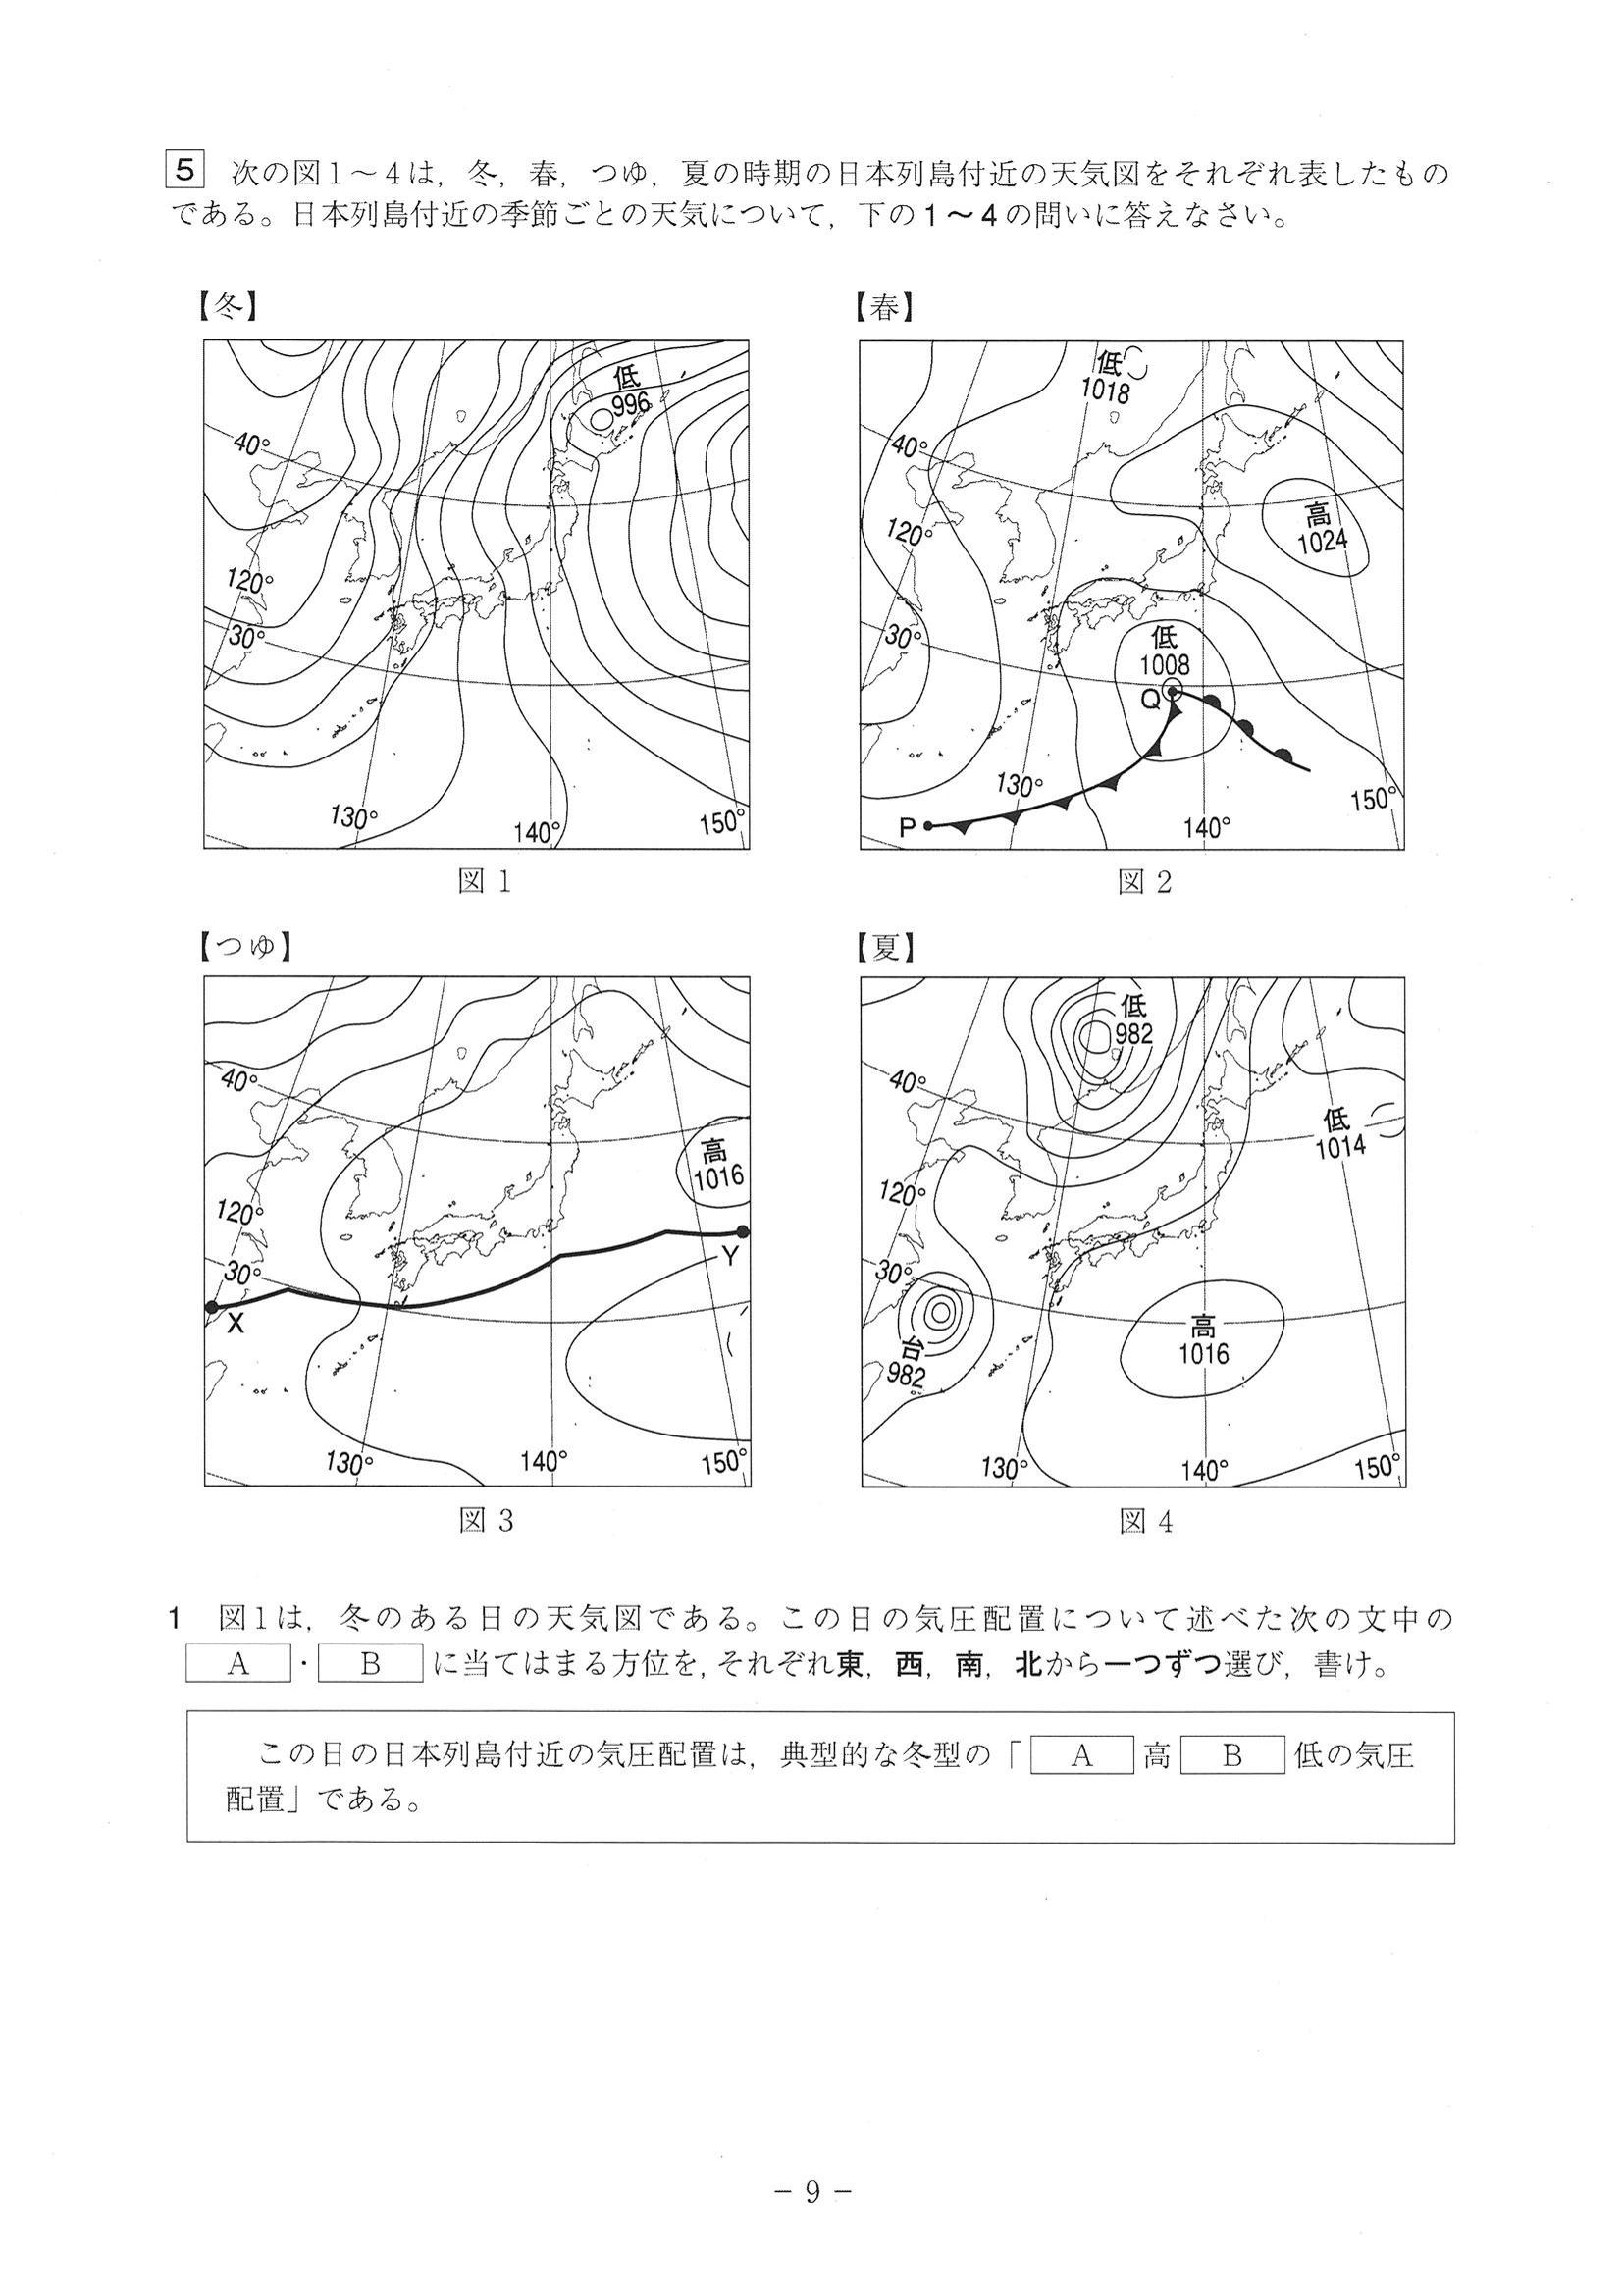 5 次の図1～4は，冬，春，つゆ，夏の時期の日本列島付近の天気図をそれぞれ表したもの
である。日本列島付近の季節ごとの天気について，下の1～4の問いに答えなさい。
【冬】
低
996
40°
120°
30°
130°
140°
150°
図1
【春】
低
1018
40°
高
1024
120°
30°
低
1008
Q
130°
P
140°
150°
図2
【つゆ】
40°
高
1016
120°
30°
X
Y
130°
140°
150°
図3
【夏】
低
982
40°
低
1014
120°
30°
台
982
高
1016
130°
140°
150°
図4
1 図1は，冬のある日の天気図である。この日の気圧配置について述べた次の文中の
A・Bに当てはまる方位を，それぞれ東，西，南，北から一つずつ選び，書け。
この日の日本列島付近の気圧配置は，典型的な冬型の「A高B低の気圧
配置」である。
－9－